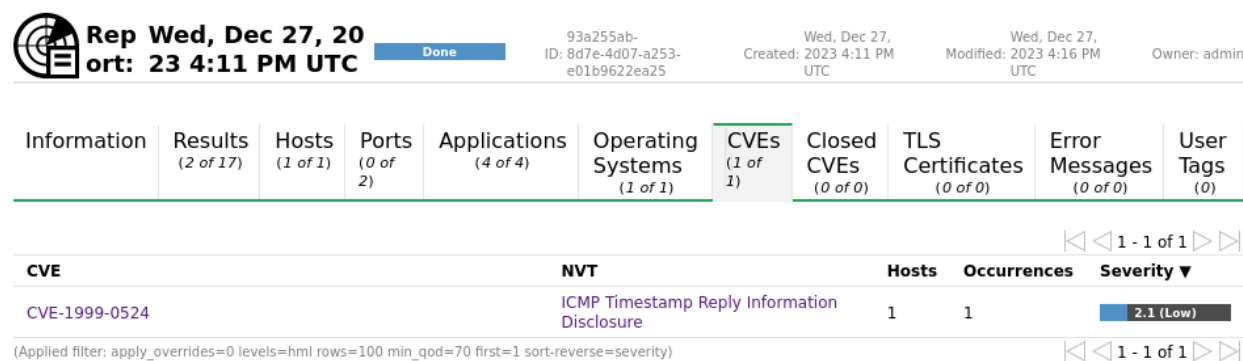 Rep Wed, Dec 27, 20
ort: 23 4:11 PM UTC
Done
93a255ab-
ID: 8d7e-4d07-a253-
e01b9622ea25
Wed, Dec 27,
Created: 2023 4:11 PM
UTC
Wed, Dec 27,
Modified: 2023 4:16 PM
UTC
Owner: admin
Information
Results
(2 of 17)
Hosts
(1 of 1)
Ports
(0 of
2)
Applications
(4 of 4)
Operating
Systems
(1 of 1)
CVEs
(1 of
1)
Closed
CVEs
(0 of 0)
TLS
Certificates
(0 of 0)
Error
Messages
(0 of 0)
User
Tags
(0)
1 - 1 of 1
CVE NVT Hosts Occurrences Severity ▼
CVE-1999-0524 ICMP Timestamp Reply Information
Disclosure 1 1 2.1 (Low)
(Applied filter: apply_overrides=0 levels=hml rows=100 min_qod=70 first=1 sort-reverse=severity) 1 - 1 of 1